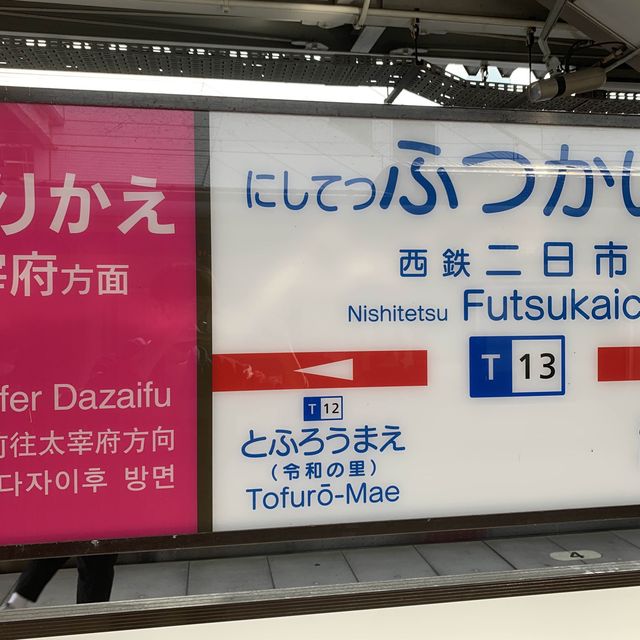 りかえ
宰府方面
fer Dazaifu
前往太宰府方向
다자이후 방면
にしてつふつかい
西鉄二日市
Nishitetsu Futsukaic
T 13
T 12
とふろうまえ
(令和の里)
Tofurō-Mae
4